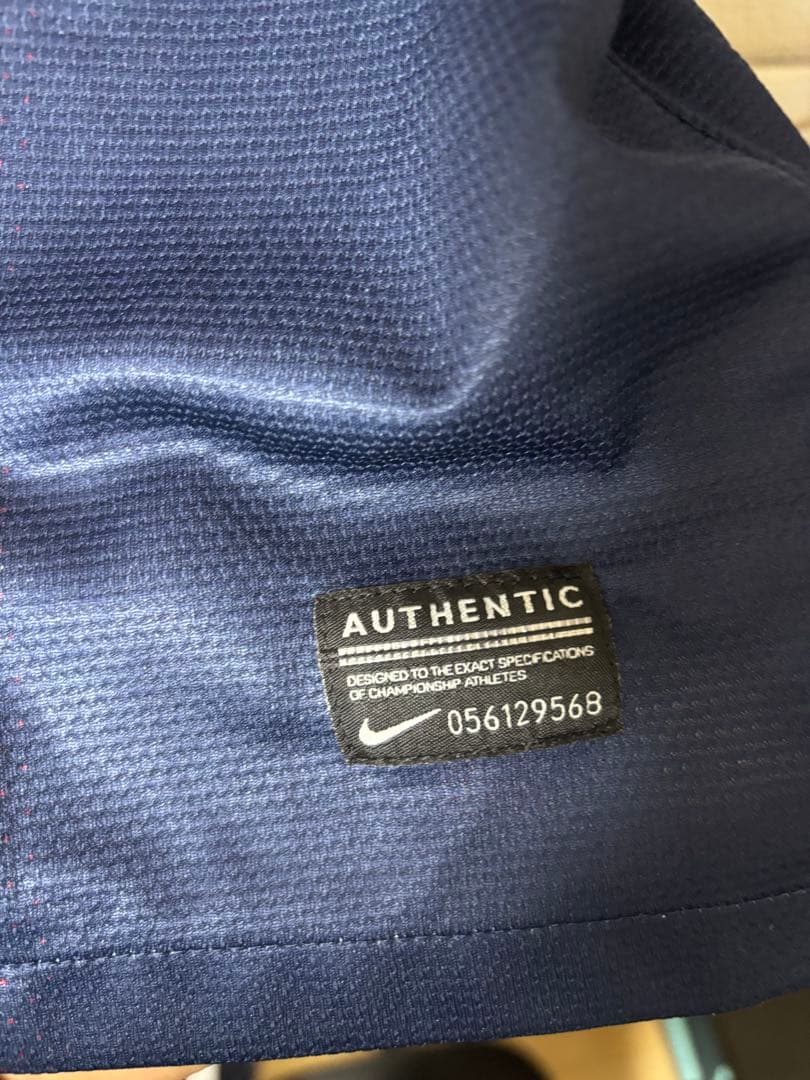 AUTHENTIC
DESIGNED TO THE EXACT SPECIFICATIONS
OF CHAMPIONSHIP ATHLETES
056129568